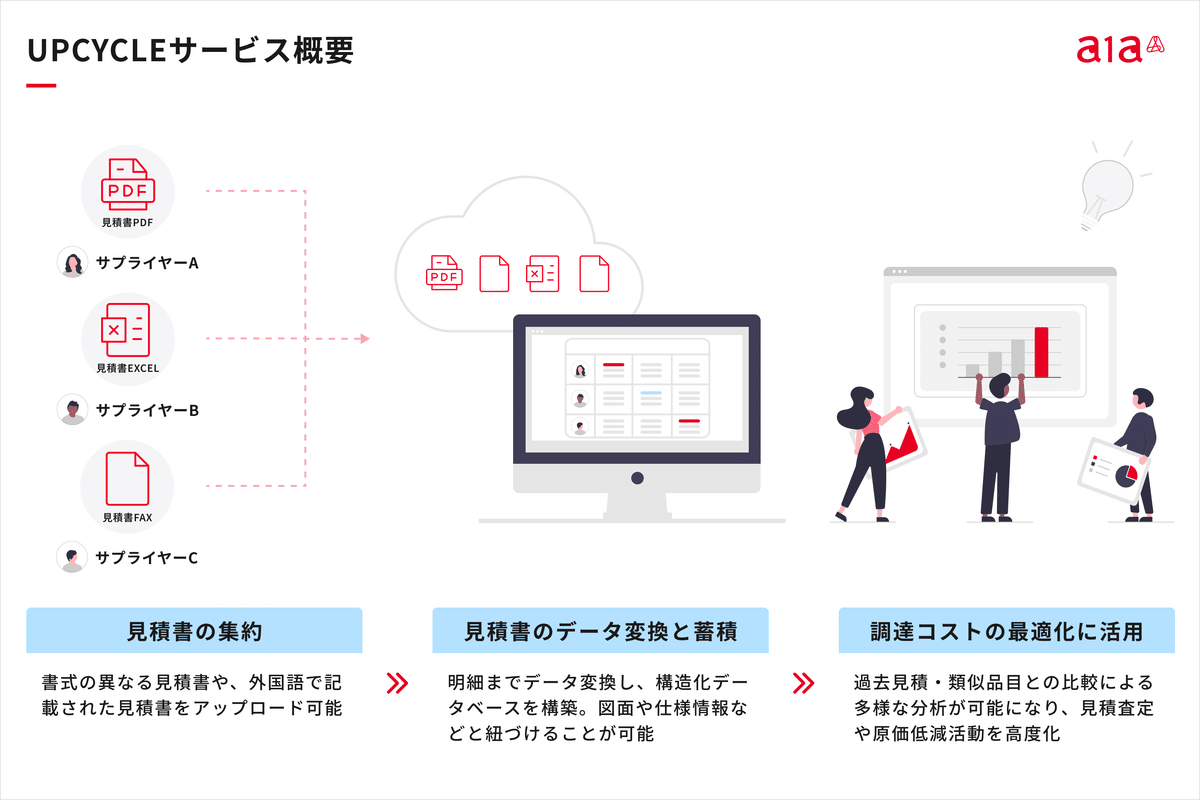 UPCYCLEサービス概要
a1a
PDF
見積書PDF
サプライヤーA
見積書EXCEL
サプライヤーB
見積書FAX
サプライヤーC
PDF
見積書の集約
書式の異なる見積書や、外国語で記
載された見積書をアップロード可能
見積書のデータ変換と蓄積
明細までデータ変換し、構造化デー
タベースを構築。図面や仕様情報な
どと紐づけることが可能
調達コストの最適化に活用
過去見積・類似品目との比較による
多様な分析が可能になり、見積査定
や原価低減活動を高度化